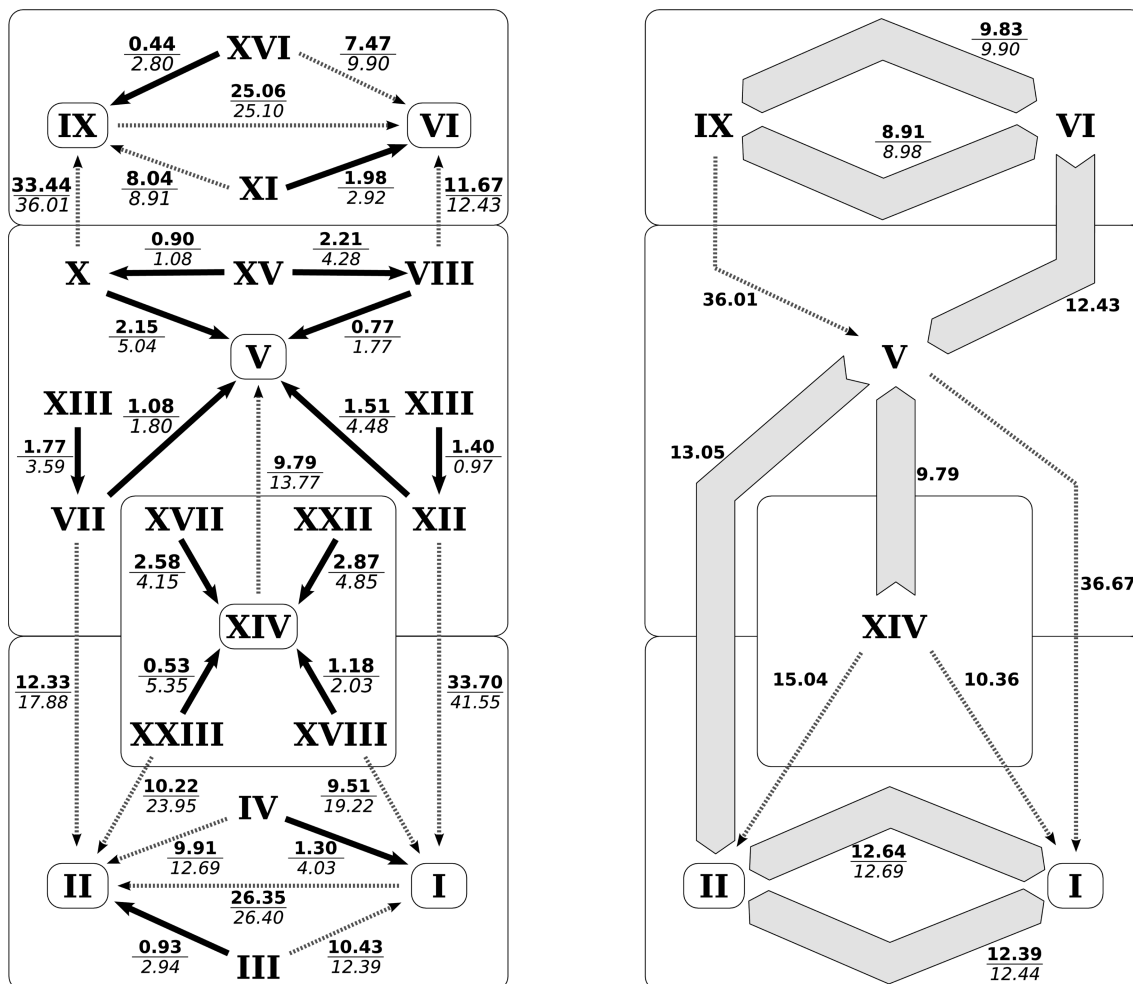 0.44
2.80
XVI
7.47
9.90
25.06
25.10
IX
VI
33.44
36.01
8.04
8.91
XI
1.98
2.92
11.67
12.43
X
0.90
1.08
XV
2.21
4.28
VIII
2.15
5.04
0.77
1.77
V
XIII
1.08
1.80
1.51
4.48
XIII
1.77
3.59
9.79
13.77
1.40
0.97
VII
XVII
XXII
XII
2.58
4.15
2.87
4.85
XIV
12.33
17.88
0.53
5.35
1.18
2.03
33.70
41.55
XXIII
XVIII
10.22
23.95
IV
9.51
19.22
9.91
12.69
1.30
4.03
II
I
26.35
26.40
0.93
2.94
III
10.43
12.39
9.83
9.90
IX
8.91
8.98
VI
36.01
12.43
V
13.05
9.79
36.67
XIV
15.04
10.36
12.64
12.69
II
I
12.39
12.44